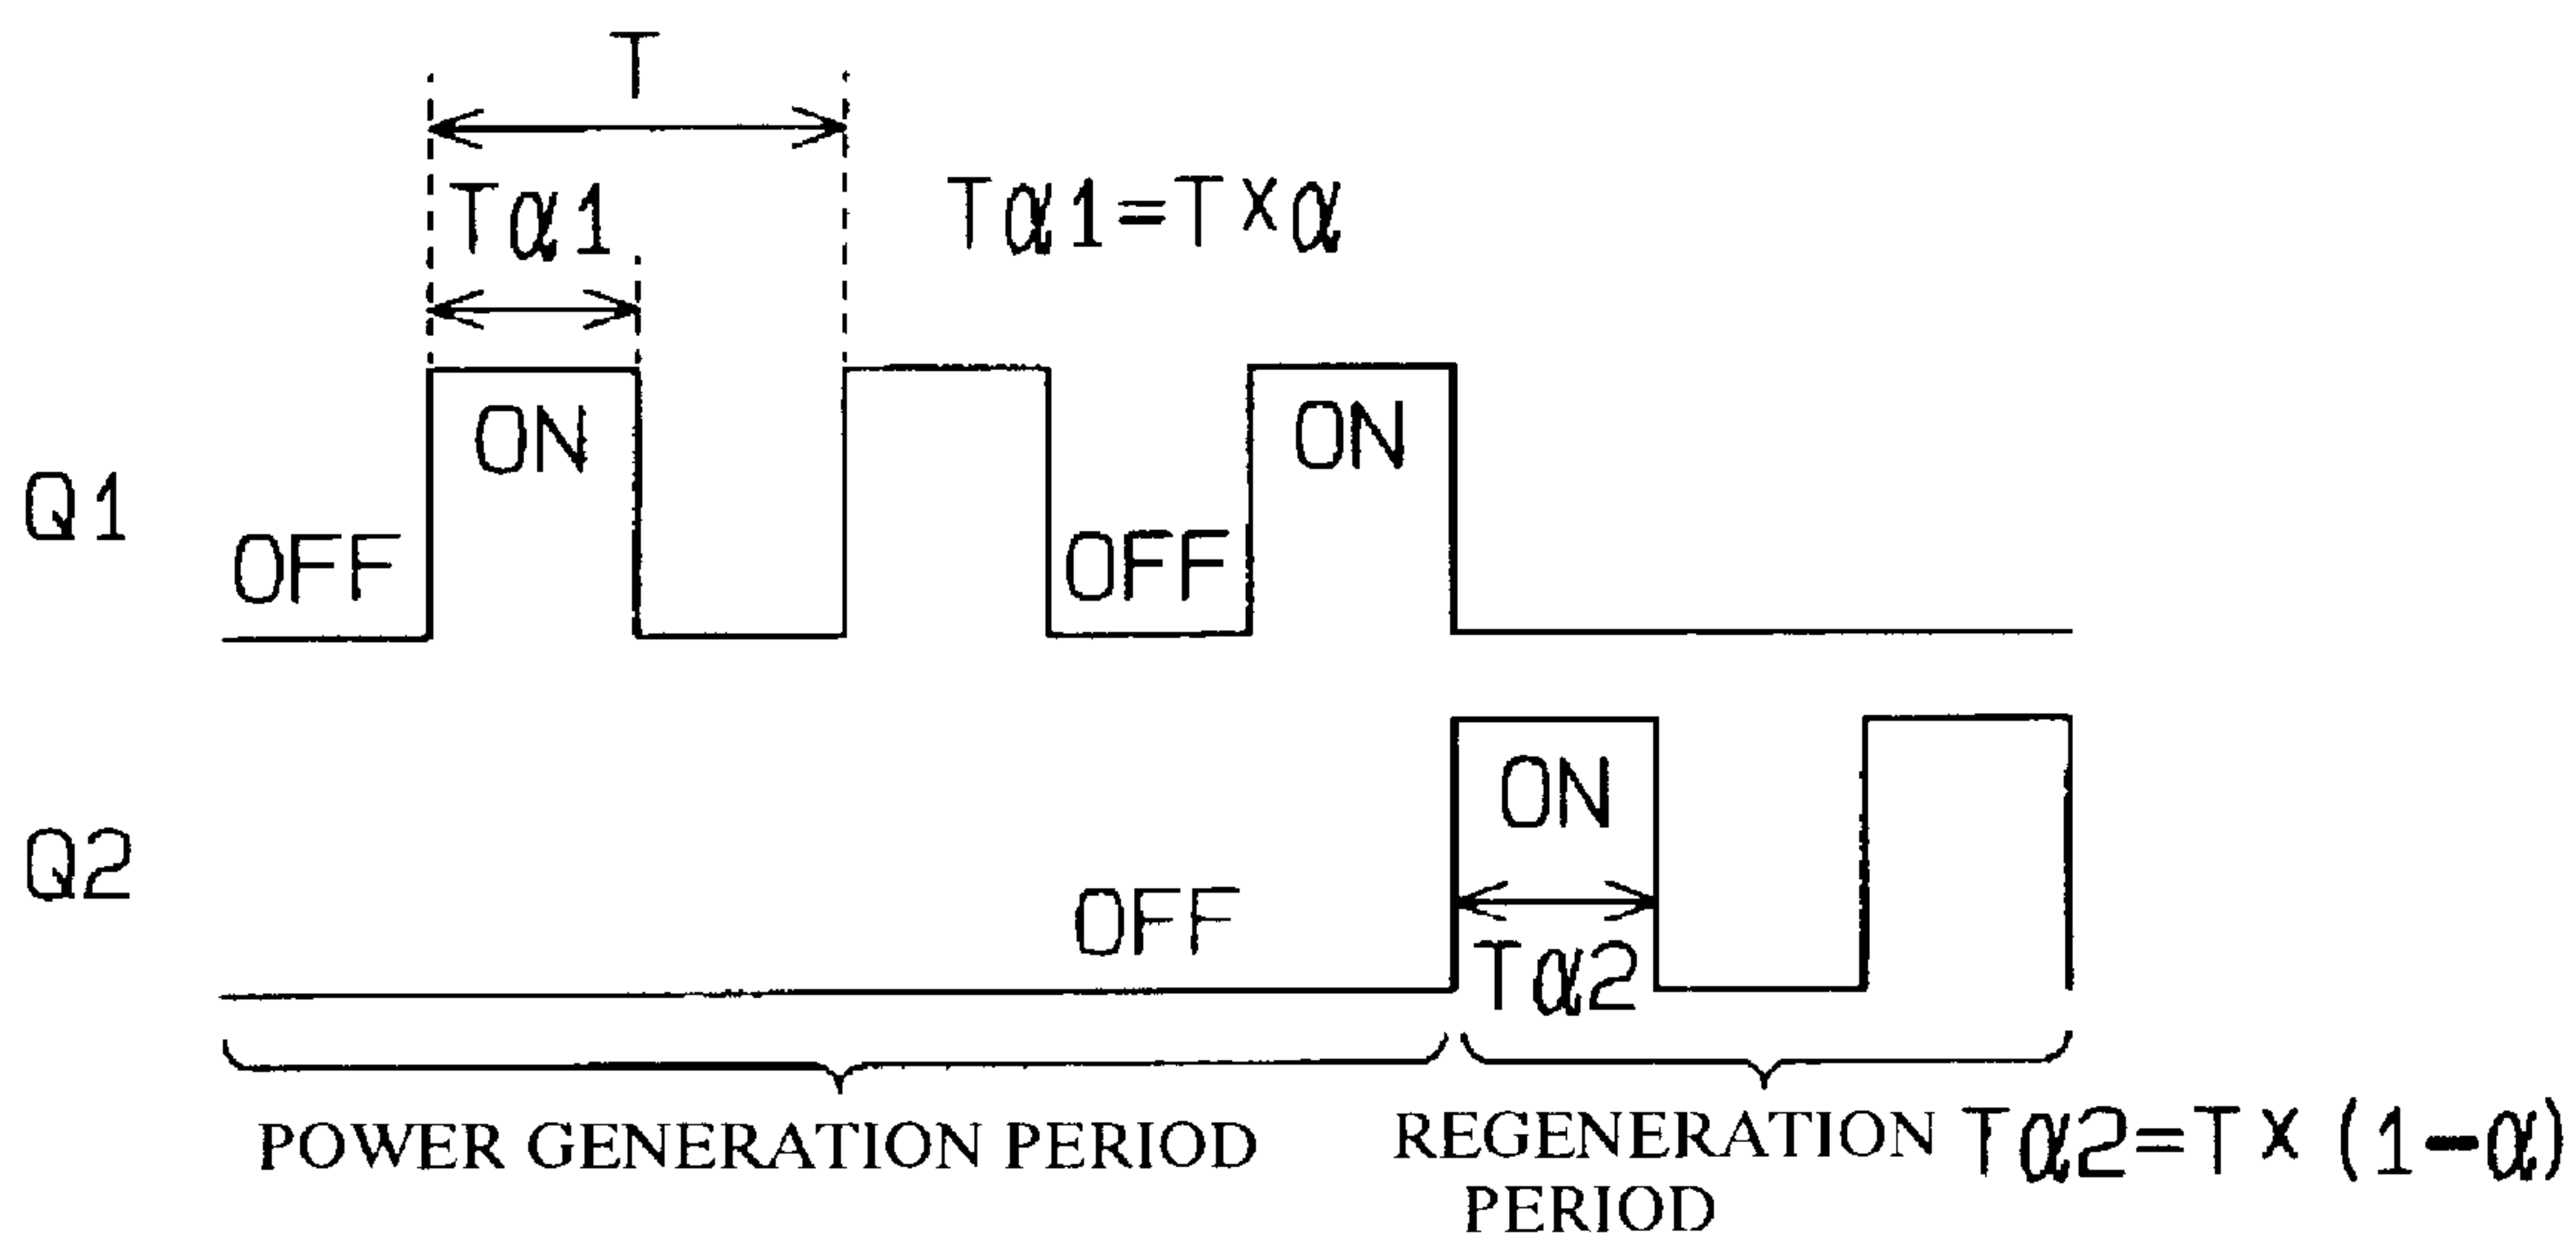 T
Tα1
Tα1=T×α
ON
ON
Q1
OFF
OFF
ON
Q2
OFF
Tα2
POWER GENERATION PERIOD
REGENERATION
PERIOD
Tα2=T×(1-α)